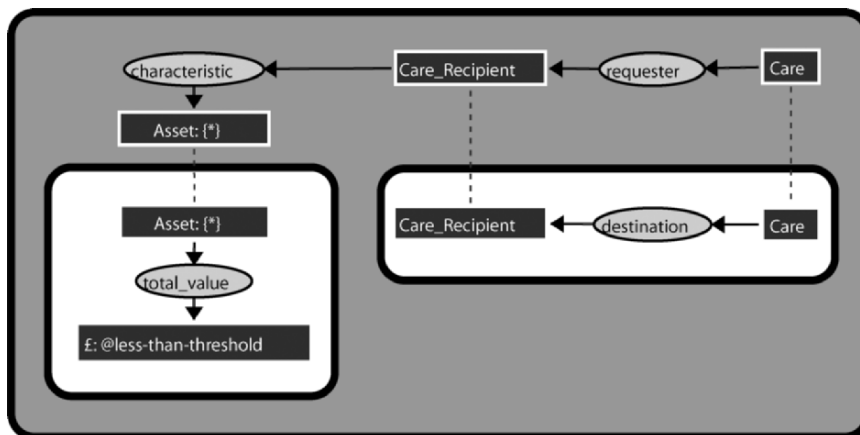 characteristic Care_Recipient requester Care
Asset: {*}
Asset: {*} Care_Recipient destination Care
total_value
£: @less-than-threshold